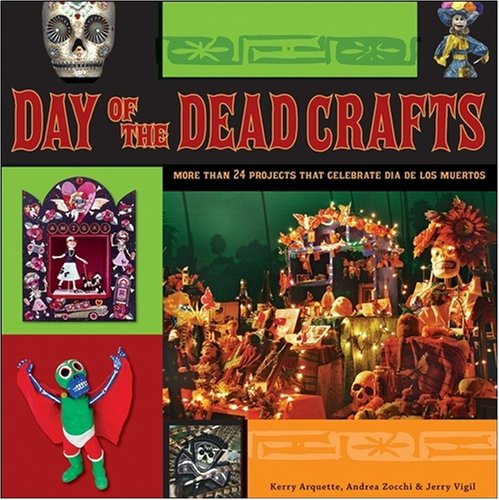 DAY OF THE DEAD CRAFTS
MORE THAN 24 PROJECTS THAT CELEBRATE DIA DE LOS MUERTOS
AMIGAS
Kerry Arquette, Andrea Zocchi & Jerry Vigil